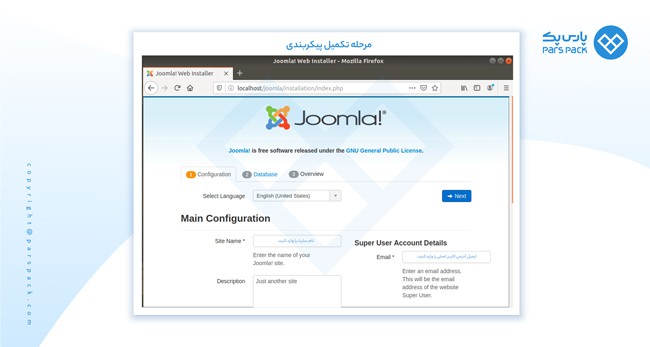 مرحله تکمیل پیکربندی
پارس پک
PARS PACK
Joomla! Web Installer - Mozilla Firefox
Joomla! Web Installer
localhost/joomla/installation/index.php
Joomla!®
Joomla! is free software released under the GNU General Public License.
1 Configuration 2 Database 3 Overview
Select Language English (United States) Next
Main Configuration
Site Name * نام سایت را وارد کنید.
Enter the name of your
Joomla! site.
Description Just another site
Super User Account Details
Email * ایمیل آدرس کاربر اصلی را وارد کنید.
Enter an email address.
This will be the email
address of the website
Super User.
copyright@parspack.com